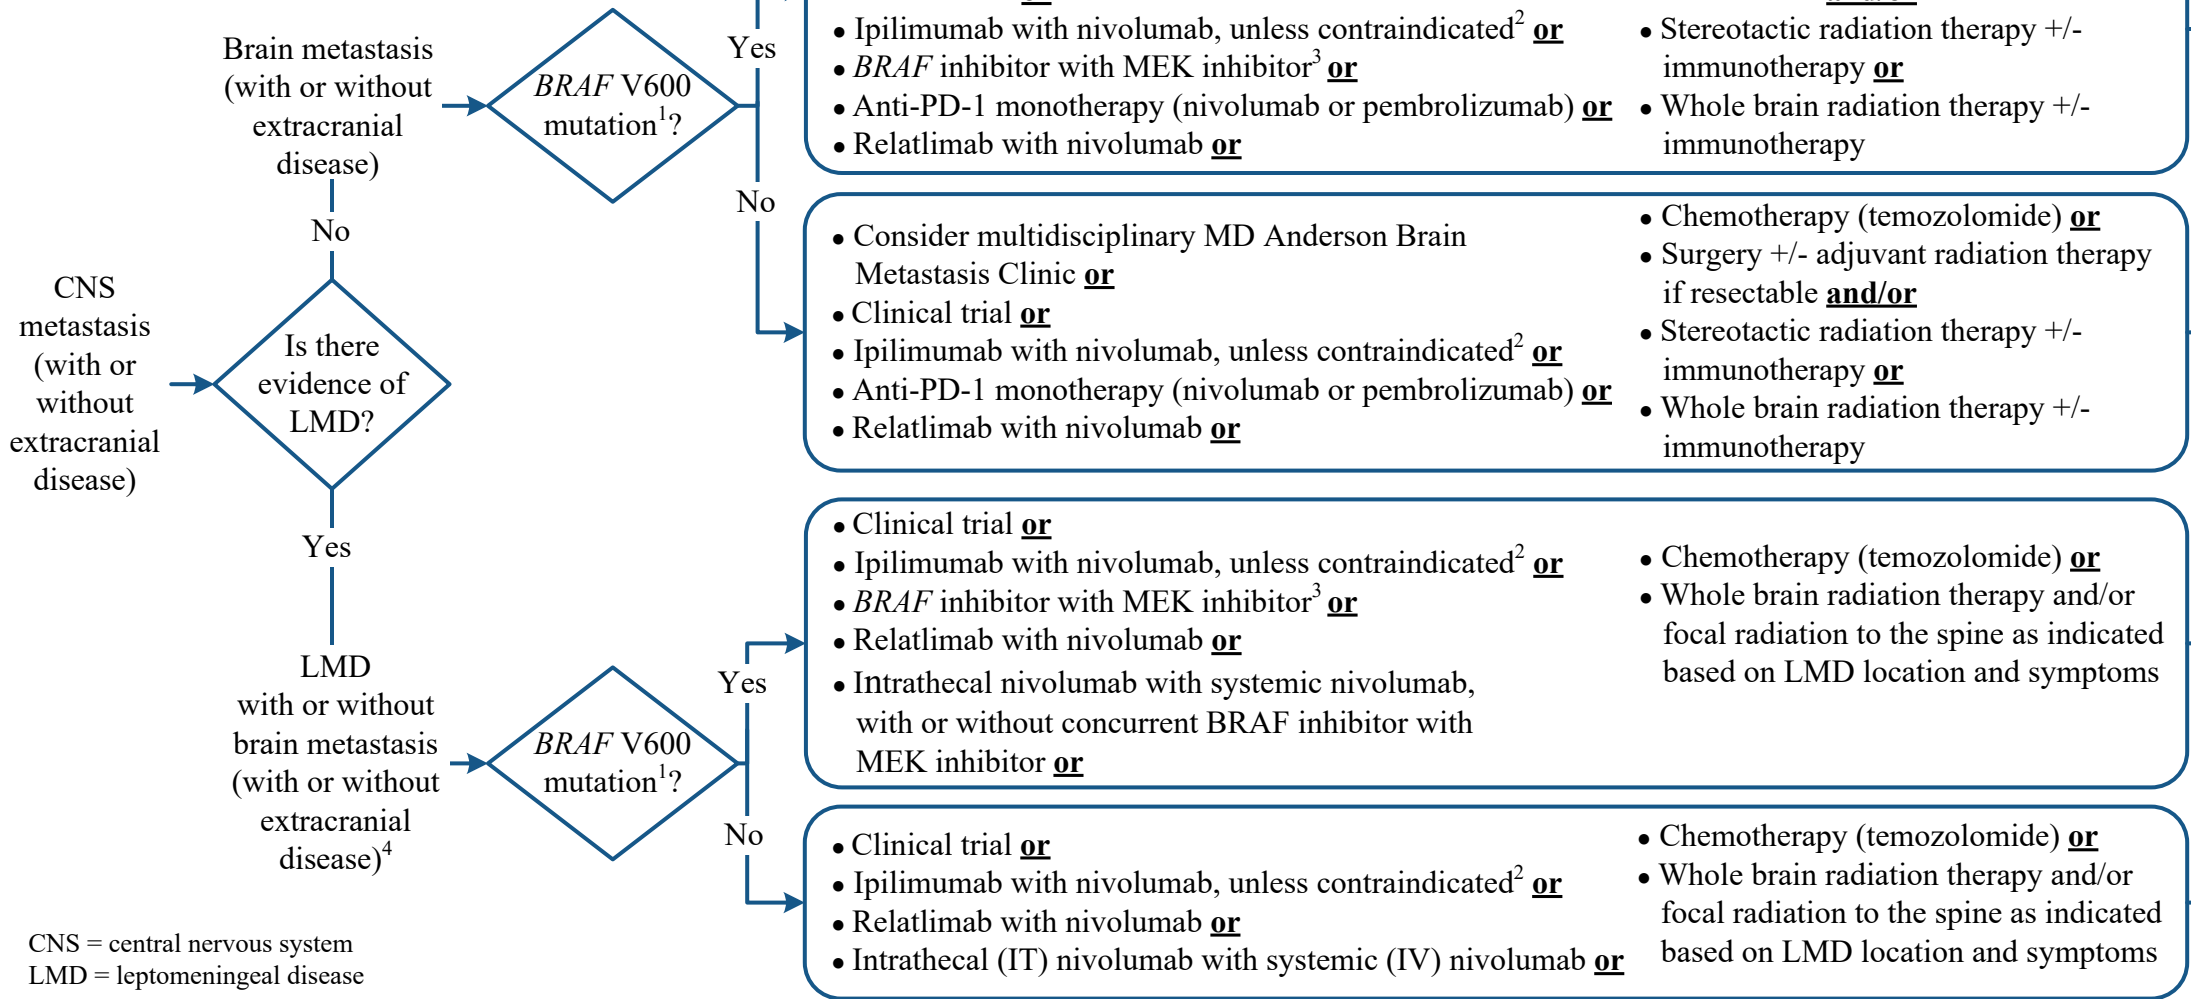 Brain metastasis
(with or without
extracranial
disease)
BRAF V600
mutation¹?
Yes
No
or
• Ipilimumab with nivolumab, unless contraindicated² or
• BRAF inhibitor with MEK inhibitor³ or
• Anti-PD-1 monotherapy (nivolumab or pembrolizumab) or
• Relatlimab with nivolumab or
• Stereotactic radiation therapy +/-
immunotherapy or
• Whole brain radiation therapy +/-
immunotherapy
• Consider multidisciplinary MD Anderson Brain
Metastasis Clinic or
• Clinical trial or
• Ipilimumab with nivolumab, unless contraindicated² or
• Anti-PD-1 monotherapy (nivolumab or pembrolizumab) or
• Relatlimab with nivolumab or
• Chemotherapy (temozolomide) or
• Surgery +/- adjuvant radiation therapy
if resectable and/or
• Stereotactic radiation therapy +/-
immunotherapy or
• Whole brain radiation therapy +/-
immunotherapy
No
CNS
metastasis
(with or
without
extracranial
disease)
Is there
evidence of
LMD?
Yes
LMD
with or without
brain metastasis
(with or without
extracranial
disease)⁴
BRAF V600
mutation¹?
Yes
No
• Clinical trial or
• Ipilimumab with nivolumab, unless contraindicated² or
• BRAF inhibitor with MEK inhibitor³ or
• Relatlimab with nivolumab or
• Intrathecal nivolumab with systemic nivolumab,
with or without concurrent BRAF inhibitor with
MEK inhibitor or
• Chemotherapy (temozolomide) or
• Whole brain radiation therapy and/or
focal radiation to the spine as indicated
based on LMD location and symptoms
• Clinical trial or
• Ipilimumab with nivolumab, unless contraindicated² or
• Relatlimab with nivolumab or
• Intrathecal (IT) nivolumab with systemic (IV) nivolumab or
• Chemotherapy (temozolomide) or
• Whole brain radiation therapy and/or
focal radiation to the spine as indicated
based on LMD location and symptoms
CNS = central nervous system
LMD = leptomeningeal disease